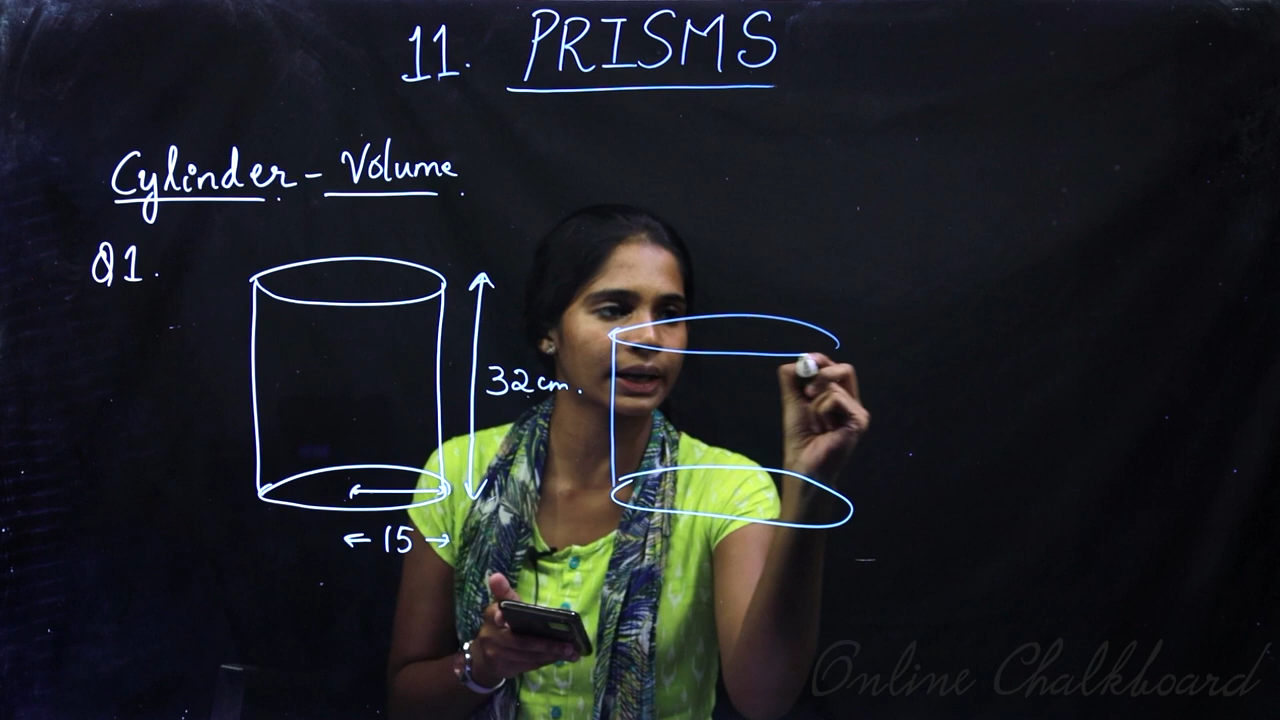 11. PRISMS
Cylinder - Volume
Q1.
32cm.
15
Online Chalkboard